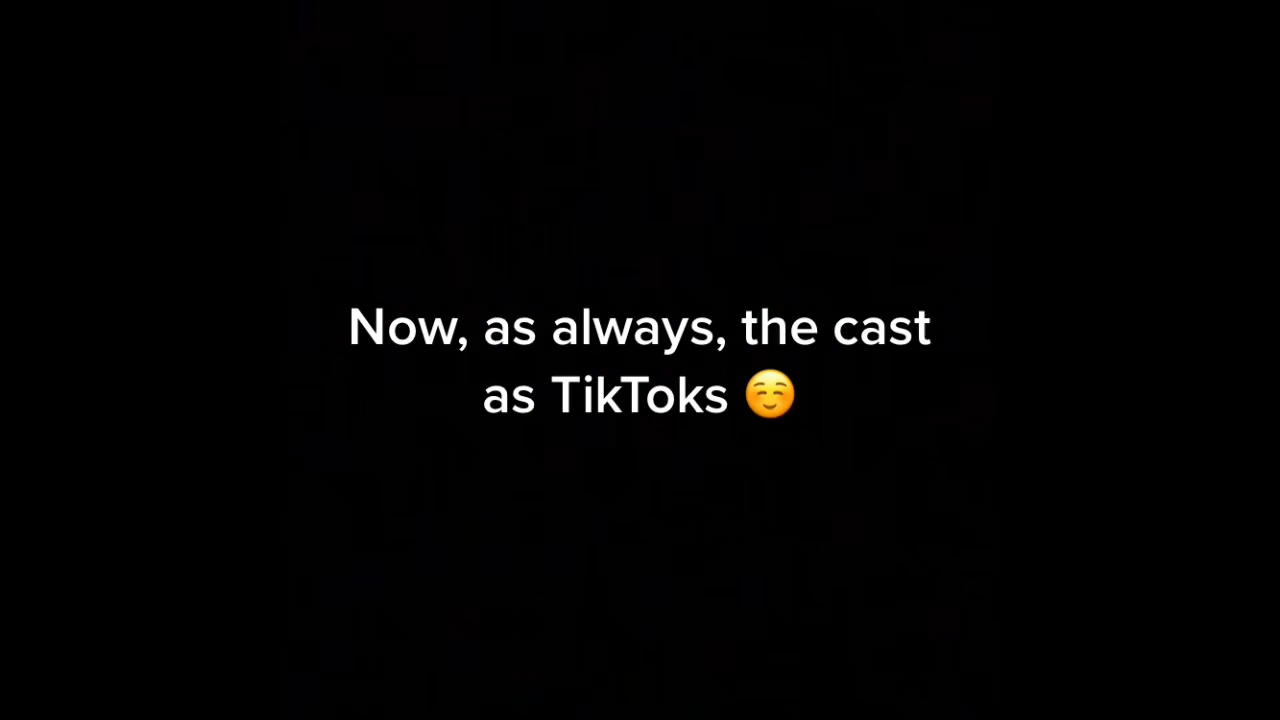 Now, as always, the cast
as TikToks ☺️